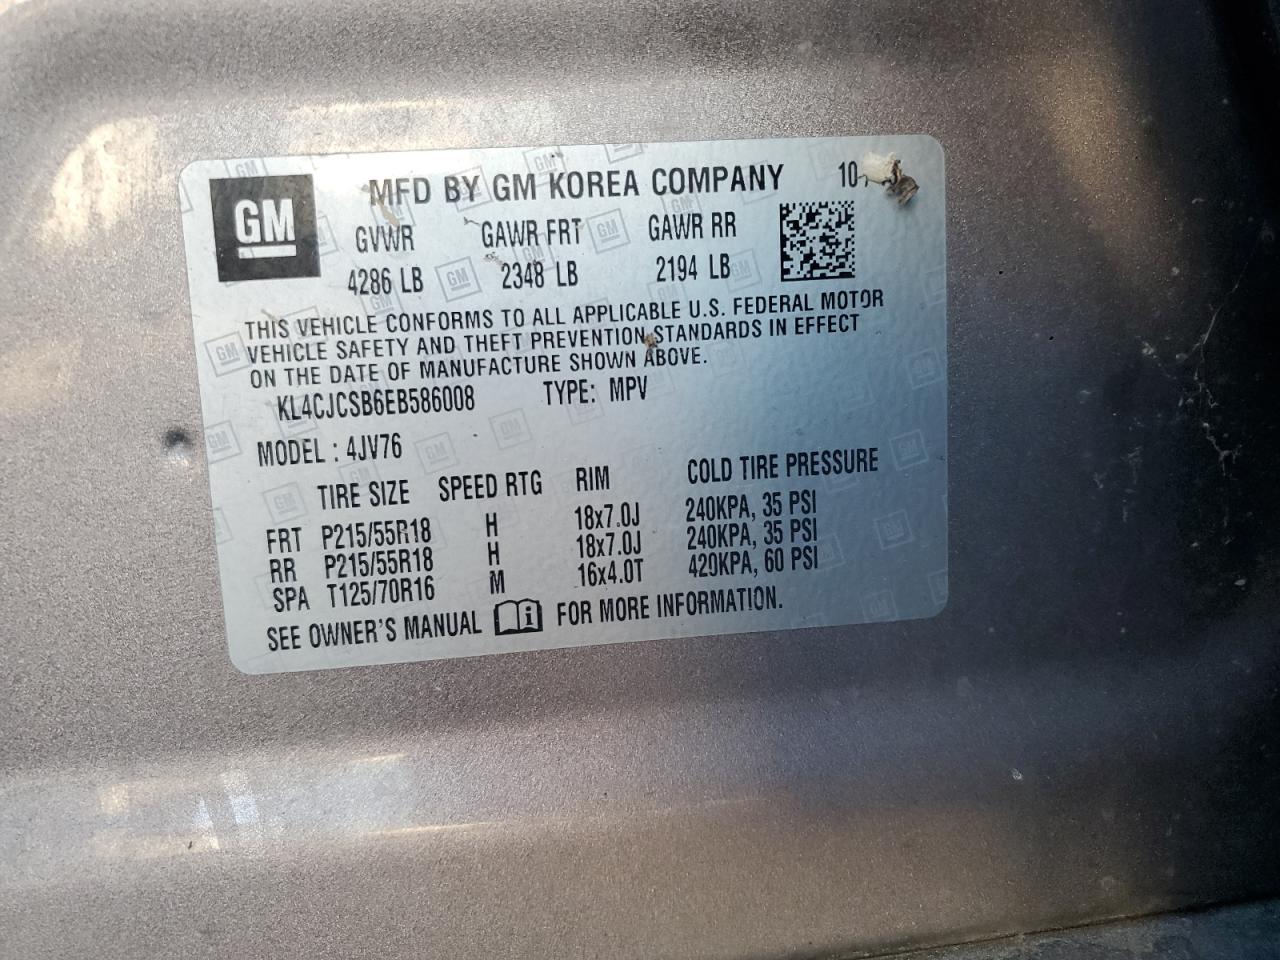 GM
MFD BY GM KOREA COMPANY 10
GVWR GAWR FRT GAWR RR
4286 LB 2348 LB 2194 LB
THIS VEHICLE CONFORMS TO ALL APPLICABLE U.S. FEDERAL MOTOR
VEHICLE SAFETY AND THEFT PREVENTION STANDARDS IN EFFECT
ON THE DATE OF MANUFACTURE SHOWN ABOVE.
KL4CJCSB6EB586008 TYPE: MPV
MODEL : 4JV76
TIRE SIZE SPEED RTG RIM COLD TIRE PRESSURE
FRT P215/55R18 H 18x7.0J 240KPA, 35 PSI
RR P215/55R18 H 18x7.0J 240KPA, 35 PSI
SPA T125/70R16 M 16x4.0T 420KPA, 60 PSI
SEE OWNER'S MANUAL i FOR MORE INFORMATION.